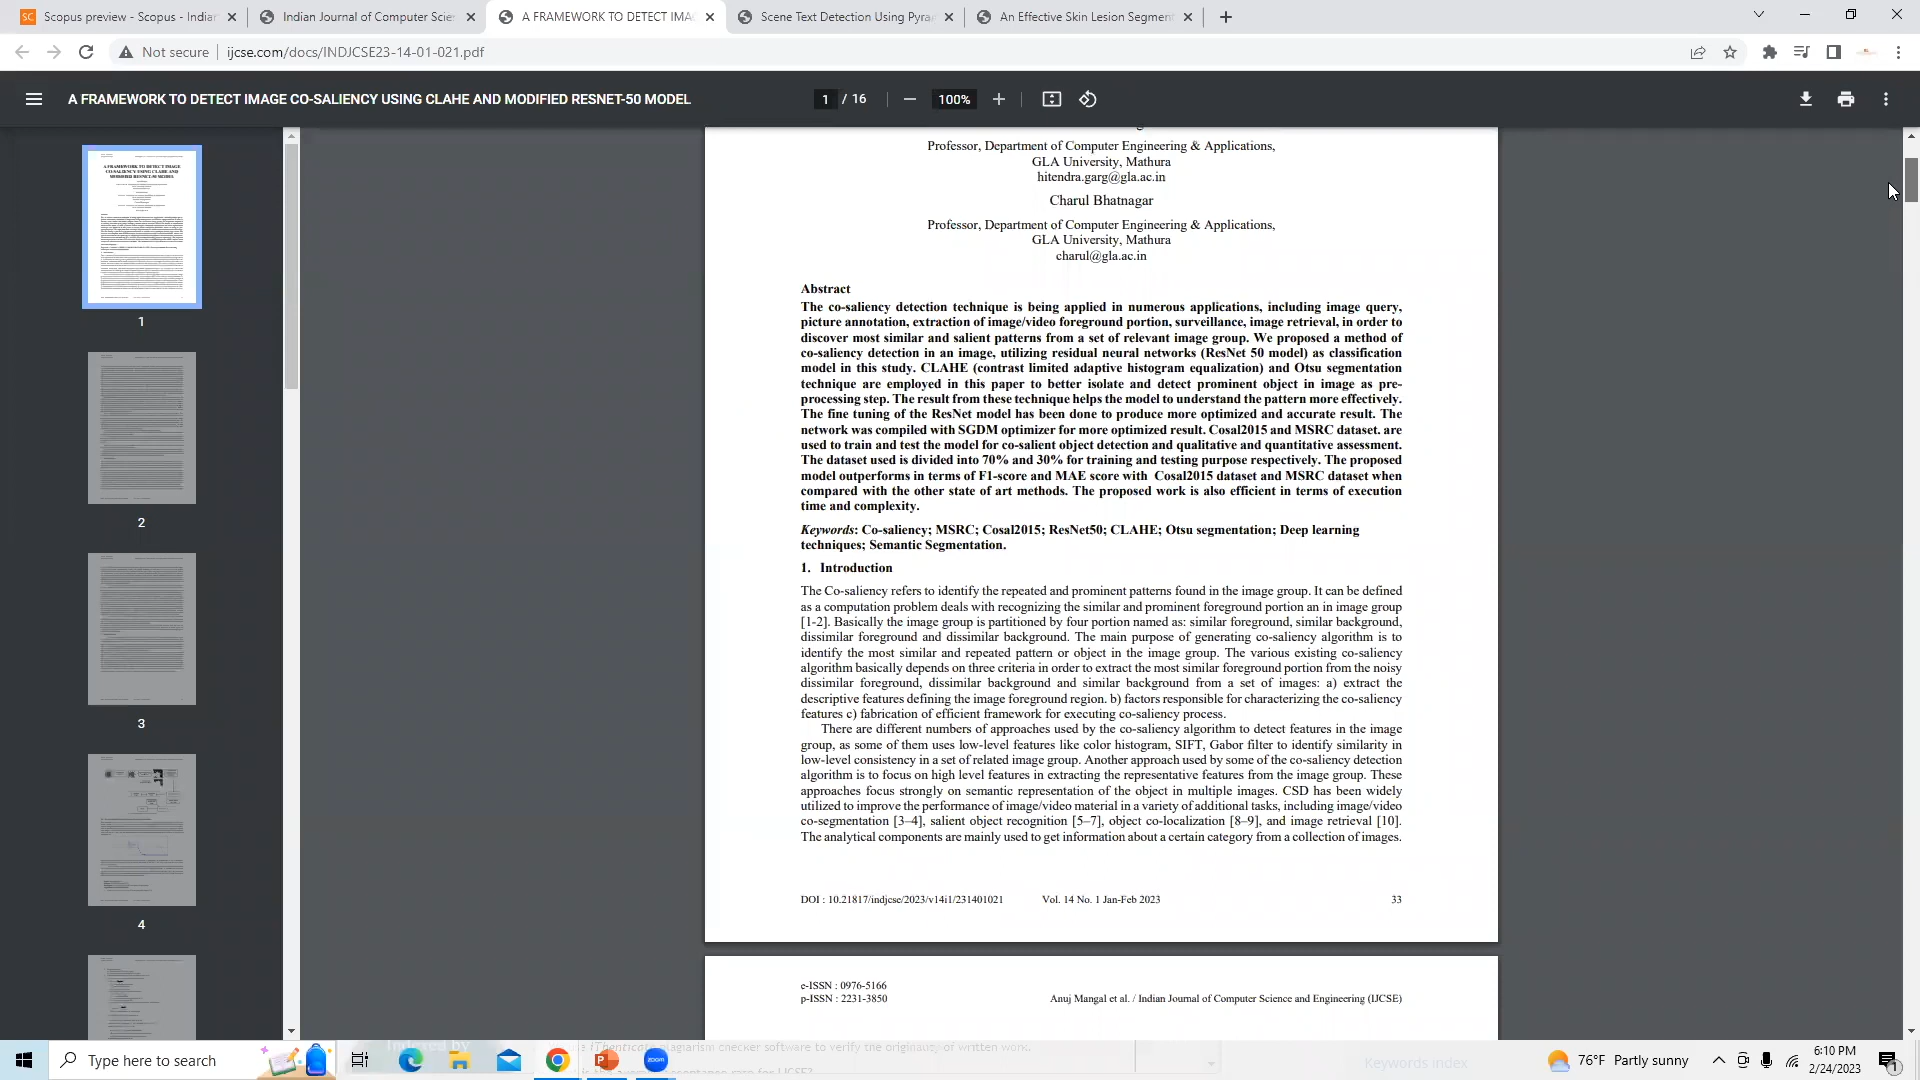 Scopus preview - Scopus - Indian
Indian Journal of Computer Scie
A FRAMEWORK TO DETECT IMA
Scene Text Detection Using Pyra
An Effective Skin Lesion Segment
Not secure
ijcse.com/docs/INDJCSE23-14-01-021.pdf
A FRAMEWORK TO DETECT IMAGE CO-SALIENCY USING CLAHE AND MODIFIED RESNET-50 MODEL
1 / 16
100%
1
2
3
4
Professor, Department of Computer Engineering & Applications,
GLA University, Mathura
hitendra.garg@gla.ac.in
Charul Bhatnagar
Professor, Department of Computer Engineering & Applications,
GLA University, Mathura
charul@gla.ac.in
Abstract
The co-saliency detection technique is being applied in numerous applications, including image query,
picture annotation, extraction of image/video foreground portion, surveillance, image retrieval, in order to
discover most similar and salient patterns from a set of relevant image group. We proposed a method of
co-saliency detection in an image, utilizing residual neural networks (ResNet 50 model) as classification
model in this study. CLAHE (contrast limited adaptive histogram equalization) and Otsu segmentation
technique are employed in this paper to better isolate and detect prominent object in image as pre-
processing step. The result from these technique helps the model to understand the pattern more effectively.
The fine tuning of the ResNet model has been done to produce more optimized and accurate result. The
network was compiled with SGDM optimizer for more optimized result. Cosal2015 and MSRC dataset. are
used to train and test the model for co-salient object detection and qualitative and quantitative assessment.
The dataset used is divided into 70% and 30% for training and testing purpose respectively. The proposed
model outperforms in terms of F1-score and MAE score with Cosal2015 dataset and MSRC dataset when
compared with the other state of art methods. The proposed work is also efficient in terms of execution
time and complexity.
Keywords: Co-saliency; MSRC; Cosal2015; ResNet50; CLAHE; Otsu segmentation; Deep learning
techniques; Semantic Segmentation.
1. Introduction
The Co-saliency refers to identify the repeated and prominent patterns found in the image group. It can be defined
as a computation problem deals with recognizing the similar and prominent foreground portion an in image group
[1-2]. Basically the image group is partitioned by four portion named as: similar foreground, similar background,
dissimilar foreground and dissimilar background. The main purpose of generating co-saliency algorithm is to
identify the most similar and repeated pattern or object in the image group. The various existing co-saliency
algorithm basically depends on three criteria in order to extract the most similar foreground portion from the noisy
dissimilar foreground, dissimilar background and similar background from a set of images: a) extract the
descriptive features defining the image foreground region. b) factors responsible for characterizing the co-saliency
features c) fabrication of efficient framework for executing co-saliency process.
There are different numbers of approaches used by the co-saliency algorithm to detect features in the image
group, as some of them uses low-level features like color histogram, SIFT, Gabor filter to identify similarity in
low-level consistency in a set of related image group. Another approach used by some of the co-saliency detection
algorithm is to focus on high level features in extracting the representative features from the image group. These
approaches focus strongly on semantic representation of the object in multiple images. CSD has been widely
utilized to improve the performance of image/video material in a variety of additional tasks, including image/video
co-segmentation [3–4], salient object recognition [5–7], object co-localization [8–9], and image retrieval [10].
The analytical components are mainly used to get information about a certain category from a collection of images.
DOI : 10.21817/indjcse/2023/v14i1/231401021 Vol. 14 No. 1 Jan-Feb 2023 33
e-ISSN : 0976-5166
p-ISSN : 2231-3850 Anuj Mangal et al. / Indian Journal of Computer Science and Engineering (IJCSE)
Type here to search
zoom
76°F Partly sunny
6:10 PM
2/24/2023
1